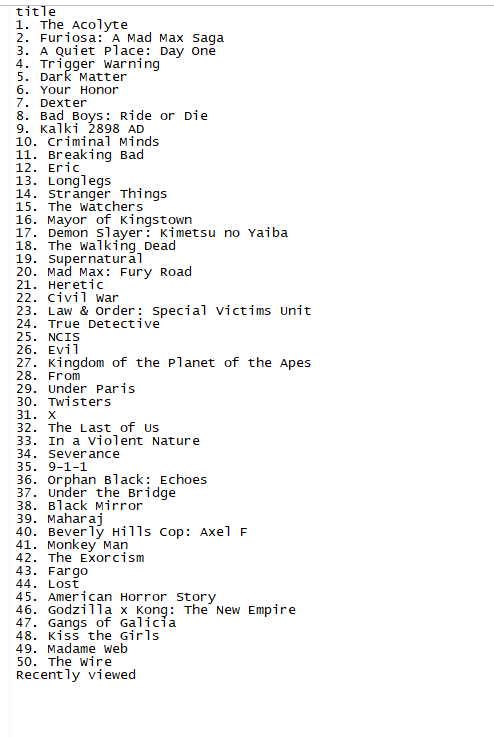 title
1. The Acolyte
2. Furiosa: A Mad Max Saga
3. A Quiet Place: Day One
4. Trigger Warning
5. Dark Matter
6. Your Honor
7. Dexter
8. Bad Boys: Ride or Die
9. Kalki 2898 AD
10. Criminal Minds
11. Breaking Bad
12. Eric
13. Longlegs
14. Stranger Things
15. The Watchers
16. Mayor of Kingstown
17. Demon Slayer: Kimetsu no Yaiba
18. The Walking Dead
19. Supernatural
20. Mad Max: Fury Road
21. Heretic
22. Civil War
23. Law & Order: Special Victims Unit
24. True Detective
25. NCIS
26. Evil
27. Kingdom of the Planet of the Apes
28. From
29. Under Paris
30. Twisters
31. X
32. The Last of Us
33. In a Violent Nature
34. Severance
35. 9-1-1
36. Orphan Black: Echoes
37. Under the Bridge
38. Black Mirror
39. Maharaj
40. Beverly Hills Cop: Axel F
41. Monkey Man
42. The Exorcism
43. Fargo
44. Lost
45. American Horror Story
46. Godzilla x Kong: The New Empire
47. Gangs of Galicia
48. Kiss the Girls
49. Madame Web
50. The Wire
Recently viewed